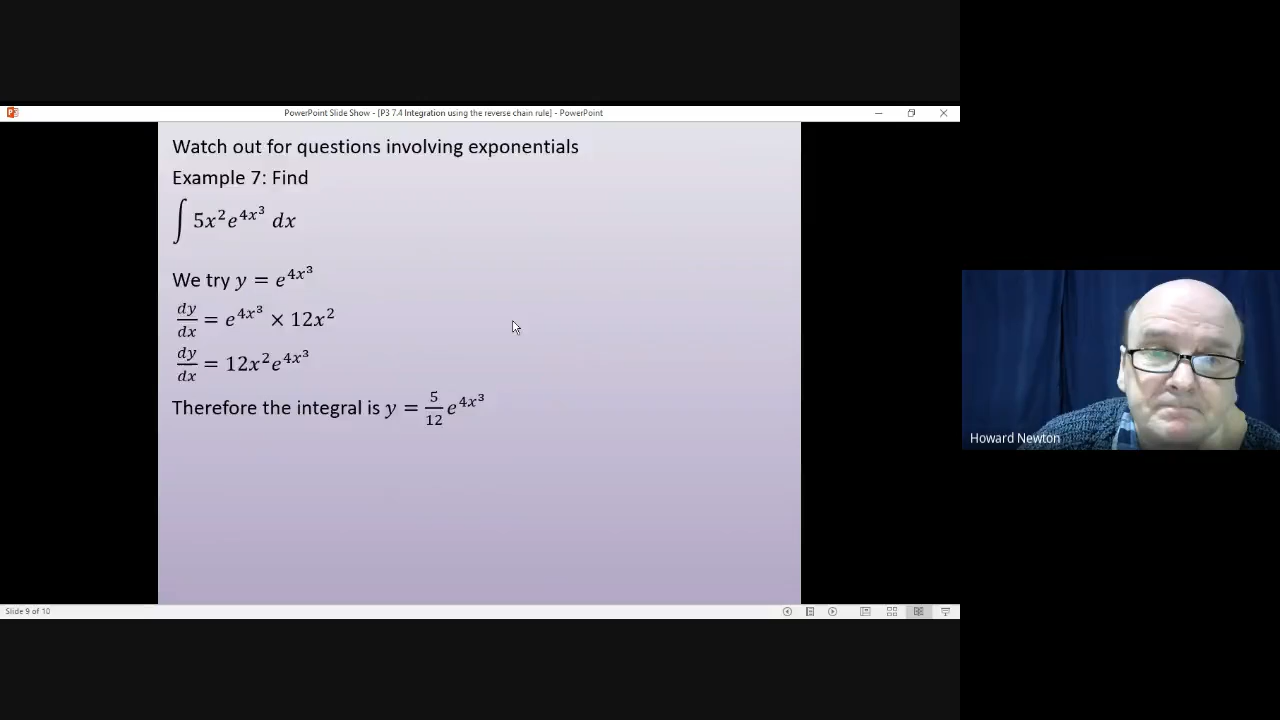 PowerPoint Slide Show - [P3 7.4 Integration using the reverse chain rule] - PowerPoint
Watch out for questions involving exponentials
Example 7: Find
∫ 5x²e^{4x³} dx
We try y = e^{4x³}
dy/dx = e^{4x³} × 12x²
dy/dx = 12x²e^{4x³}
Therefore the integral is y = 5/12 e^{4x³}
Howard Newton
Slide 9 of 10